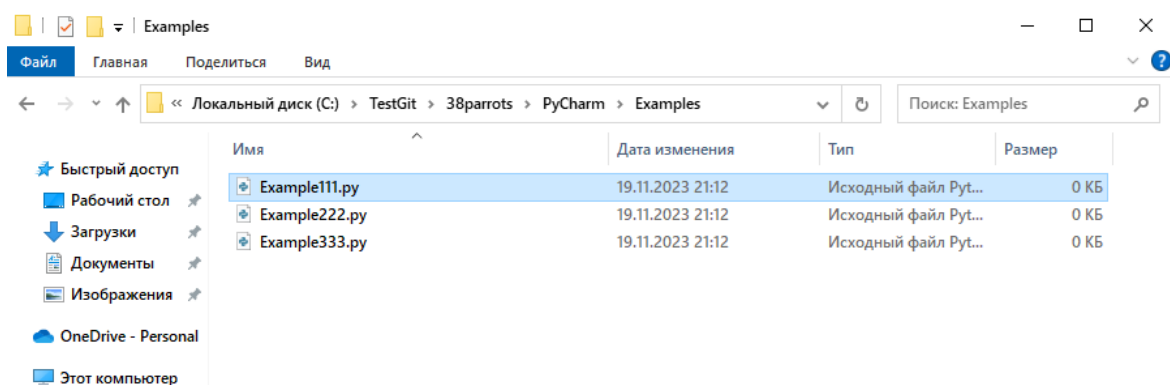 Examples
Файл Главная Поделиться Вид
« Локальный диск (C:) › TestGit › 38parrots › PyCharm › Examples Поиск: Examples
Имя Дата изменения Тип Размер
Быстрый доступ
Example111.py 19.11.2023 21:12 Исходный файл Pyt... 0 КБ
Рабочий стол
Example222.py 19.11.2023 21:12 Исходный файл Pyt... 0 КБ
Загрузки
Example333.py 19.11.2023 21:12 Исходный файл Pyt... 0 КБ
Документы
Изображения
OneDrive - Personal
Этот компьютер